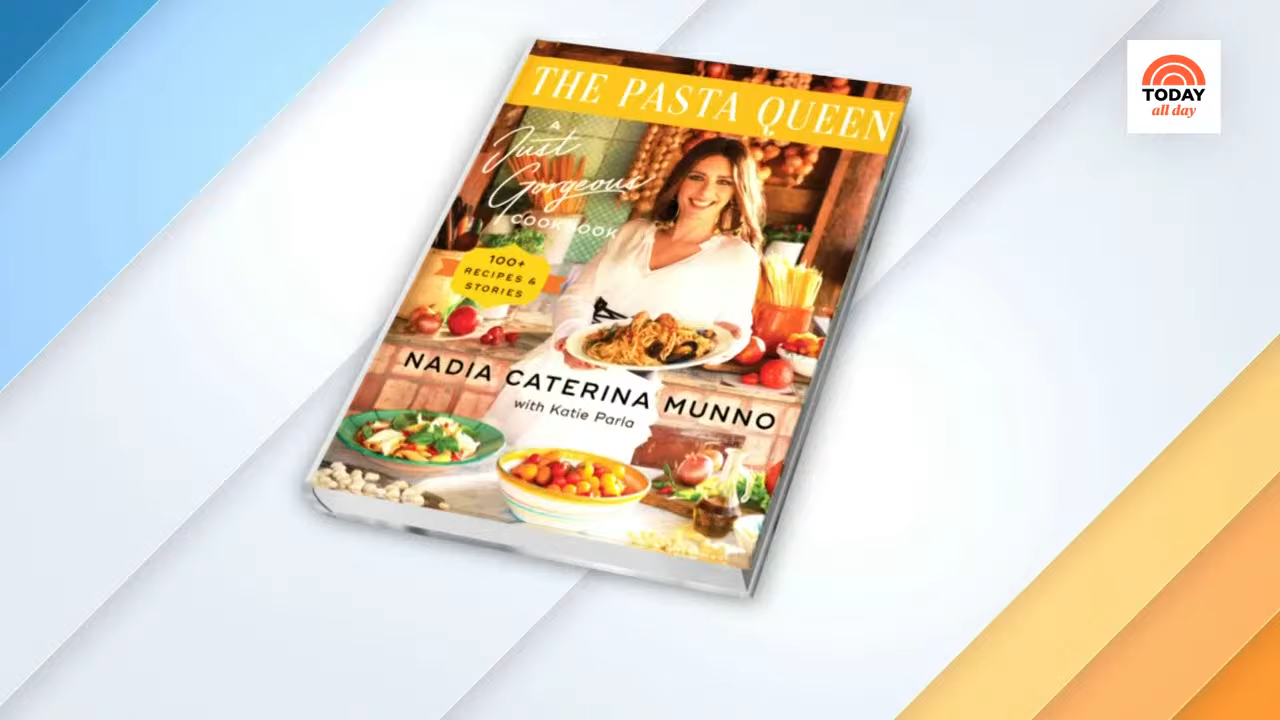 THE PASTA QUEEN
A
Just
Gorgeous
COOKBOOK
100+
RECIPES &
STORIES
NADIA CATERINA MUNNO
with Katie Parla
TODAY
all day